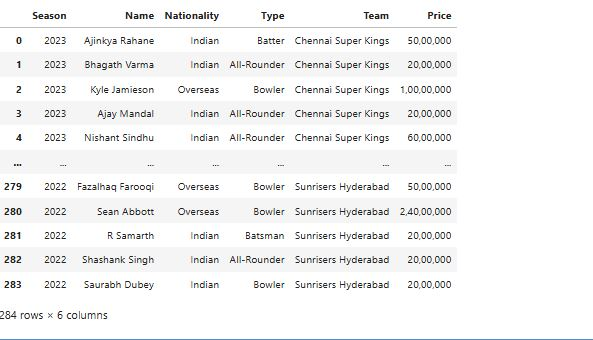 Season Name Nationality Type Team Price
0 2023 Ajinkya Rahane Indian Batter Chennai Super Kings 50,00,000
1 2023 Bhagath Varma Indian All-Rounder Chennai Super Kings 20,00,000
2 2023 Kyle Jamieson Overseas Bowler Chennai Super Kings 1,00,00,000
3 2023 Ajay Mandal Indian All-Rounder Chennai Super Kings 20,00,000
4 2023 Nishant Sindhu Indian All-Rounder Chennai Super Kings 60,00,000
... ... ... ... ... ... ...
279 2022 Fazalhaq Farooqi Overseas Bowler Sunrisers Hyderabad 50,00,000
280 2022 Sean Abbott Overseas Bowler Sunrisers Hyderabad 2,40,00,000
281 2022 R Samarth Indian Batsman Sunrisers Hyderabad 20,00,000
282 2022 Shashank Singh Indian All-Rounder Sunrisers Hyderabad 20,00,000
283 2022 Saurabh Dubey Indian Bowler Sunrisers Hyderabad 20,00,000
284 rows × 6 columns